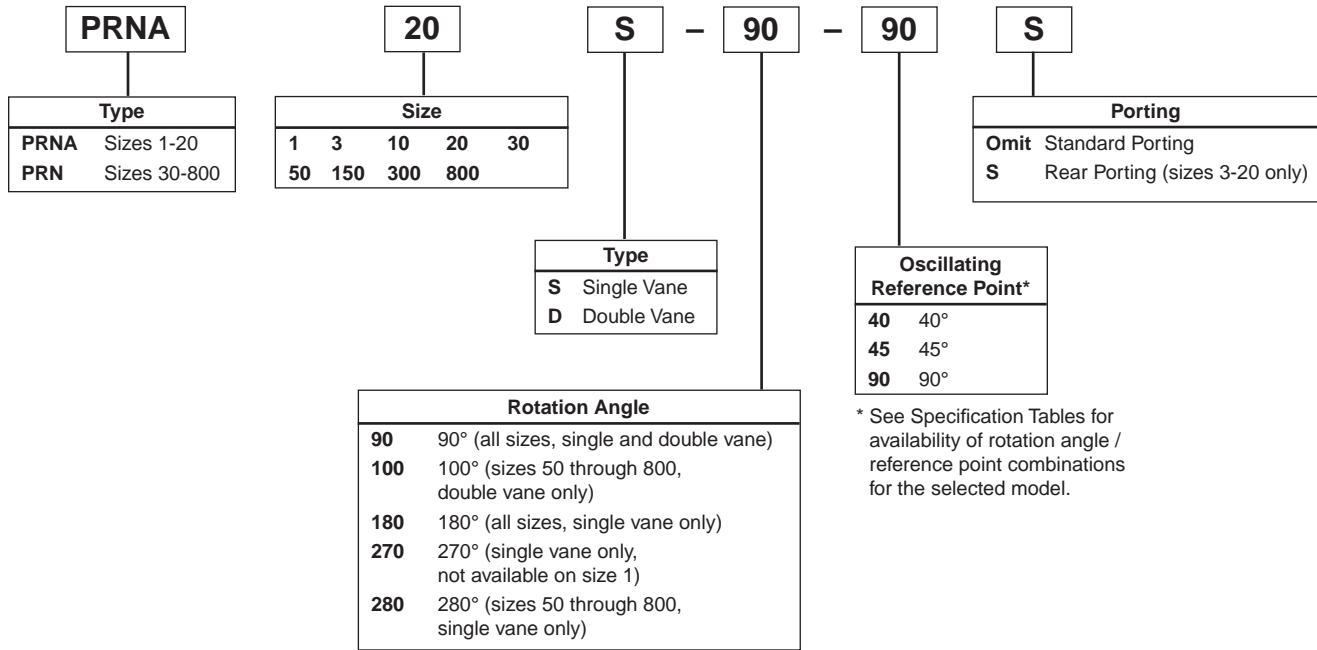 PRNA 20 S – 90 – 90 S
Type
PRNA Sizes 1-20
PRN Sizes 30-800
Size
1 3 10 20 30
50 150 300 800
Porting
Omit Standard Porting
S Rear Porting (sizes 3-20 only)
Type
S Single Vane
D Double Vane
Oscillating
Reference Point*
40 40°
45 45°
90 90°
* See Specification Tables for
availability of rotation angle /
reference point combinations
for the selected model.
Rotation Angle
90 90° (all sizes, single and double vane)
100 100° (sizes 50 through 800,
double vane only)
180 180° (all sizes, single vane only)
270 270° (single vane only,
not available on size 1)
280 280° (sizes 50 through 800,
single vane only)